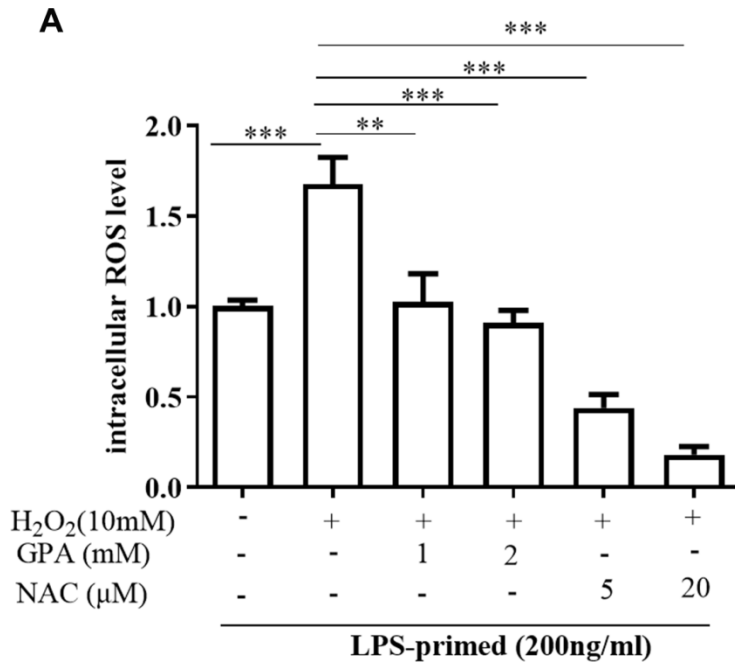 A
***
***
***
*** **
2.0
1.5
1.0
0.5
0.0
intracellular ROS level
H₂O₂(10mM) - + + + + +
GPA (mM) - - 1 2 - -
NAC (μM) - - - - 5 20
LPS-primed (200ng/ml)